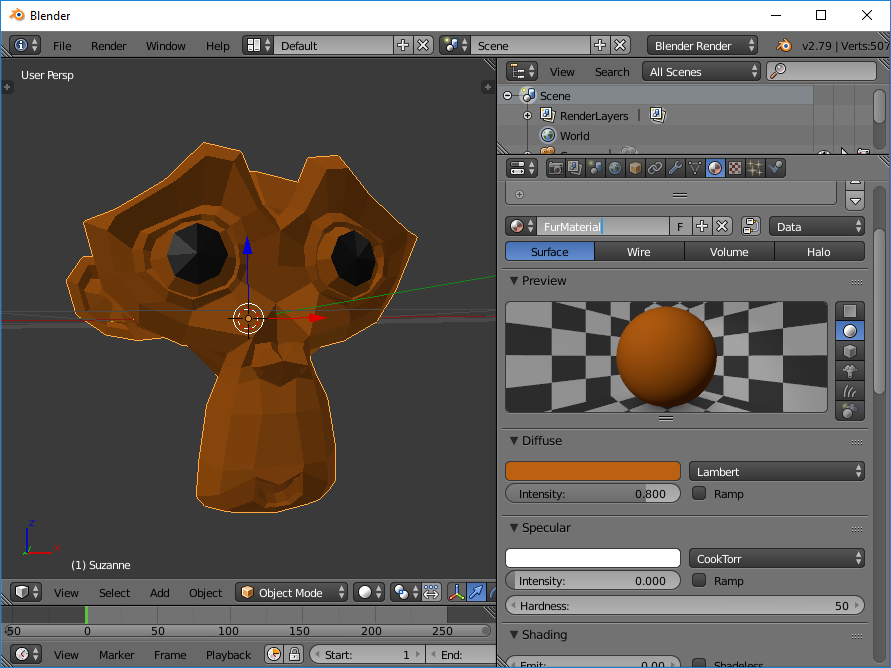 Blender
File Render Window Help Default Scene Blender Render v2.79 | Verts:507
User Persp
View Search All Scenes
Scene
RenderLayers |
World
FurMaterial F Data
Surface Wire Volume Halo
Preview
Diffuse
Lambert
Intensity: 0.800 Ramp
Specular
CookTorr
Intensity: 0.000 Ramp
Hardness: 50
Shading
Emit: 0.00 Shadeless
z
x
(1) Suzanne
View Select Add Object Object Mode
-50 0 50 100 150 200 250
View Marker Frame Playback Start: 1 End: